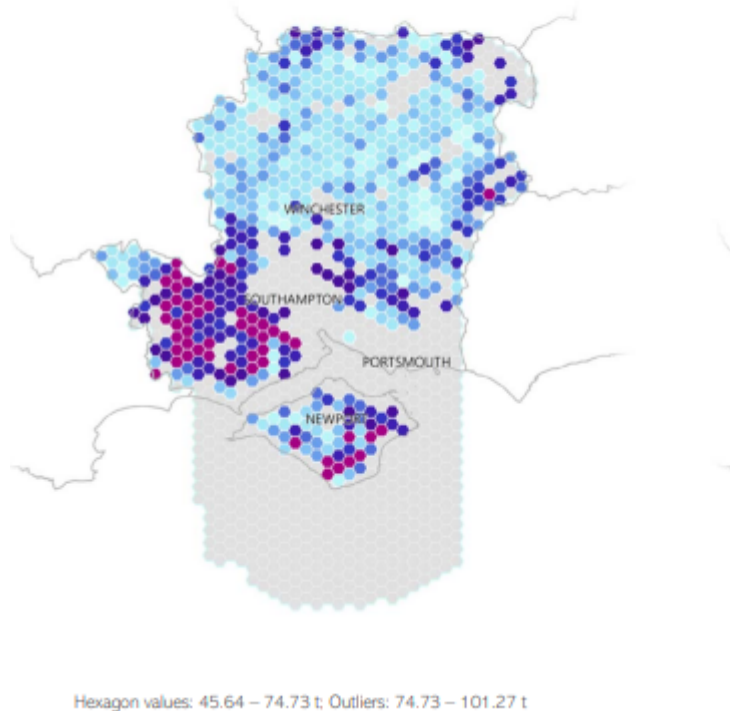 WINCHESTER
SOUTHAMPTON
PORTSMOUTH
NEWPORT
Hexagon values: 45.64 – 74.73 t; Outliers: 74.73 – 101.27 t